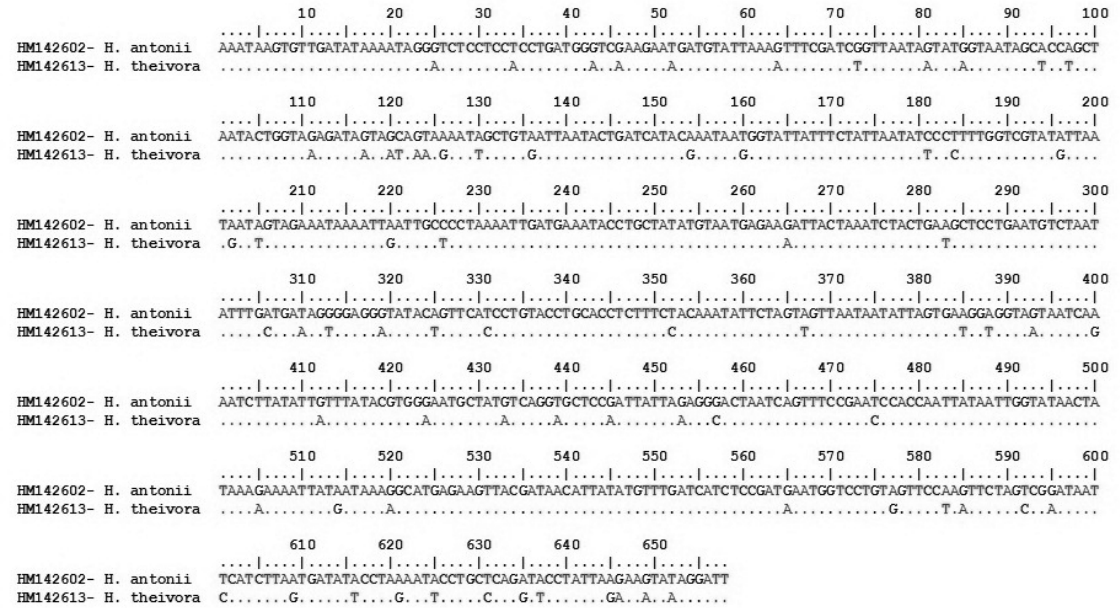 10 20 30 40 50 60 70 80 90 100
....|....|....|....|....|....|....|....|....|....|....|....|....|....|....|....|....|....|....|....|
HM142602- H. antonii AAATAAGTGTTGATATAAAATAGGGTCTCCTCCTCCTGATGGGTCGAAGAATGATGTATTAAAGTTTCGATCGGTTAATAGTATGGTAATAGCACCAGCT
HM142613- H. theivora ........................A........A........A..A.....A...........A........T.......A...A........T..T...
110 120 130 140 150 160 170 180 190 200
....|....|....|....|....|....|....|....|....|....|....|....|....|....|....|....|....|....|....|....|
HM142602- H. antonii AATACTGGTAGAGATAGTAGCAGTAAAATAGCTGTAATTAATACTGATCATACAAATAATGGTATTATTTCTATTAATATCCCTTTTGGTCGTATATTAA
HM142613- H. theivora ..........A.....A..AT.AA.G...T.....G.................G.....G....................T..C...........G....
210 220 230 240 250 260 270 280 290 300
....|....|....|....|....|....|....|....|....|....|....|....|....|....|....|....|....|....|....|....|
HM142602- H. antonii TAATAGTAGAAATAAAATTAATTGCCCCTAAAATTGATGAAATACCTGCTATATGTAATGAGAAGATTACTAAATCTACTGAAGCTCCTGAATGTCTAAT
HM142613- H. theivora .G..T..............G.....T......................................A.................T.................
310 320 330 340 350 360 370 380 390 400
....|....|....|....|....|....|....|....|....|....|....|....|....|....|....|....|....|....|....|....|
HM142602- H. antonii ATTTGATGATAGGGGAGGGTATACAGTTCATCCTGTACCTGCACCTCTTTCTACAAATATTCTAGTAGTTAATAATATTAGTGAAGGAGGTAGTAATCAA
HM142613- H. theivora .....C...A..T.....A.....T.....C....................C..............T.................T..T....A......G
410 420 430 440 450 460 470 480 490 500
....|....|....|....|....|....|....|....|....|....|....|....|....|....|....|....|....|....|....|....|
HM142602- H. antonii AATCTTATATTGTTTATACGTGGGAATGCTATGTCAGGTGCTCCGATTATTAGAGGGACTAATCAGTTTCCGAATCCACCAATTATAATTGGTATAACTA
HM142613- H. theivora ...........A...........A........A.....A.....A.......A...C.................C.........................
510 520 530 540 550 560 570 580 590 600
....|....|....|....|....|....|....|....|....|....|....|....|....|....|....|....|....|....|....|....|
HM142602- H. antonii TAAAGAAAATTATAATAAAGGCATGAGAAGTTACGATAACATTATATGTTTGATCATCTCCGATGAATGGTCCTGTAGTTCCAAGTTCTAGTCGGATAAT
HM142613- H. theivora ....A........G.....A............................................A...........G.....T.A......C..A.....
610 620 630 640 650
....|....|....|....|....|....|....|....|....|....|....|...
HM142602- H. antonii TCATCTTAATGATATACCTAAAATACCTGCTCAGATACCTATTAAGAAGTATAGGATT
HM142613- H. theivora C.......G......T....G...T.....C...G.T.......GA..A..A......